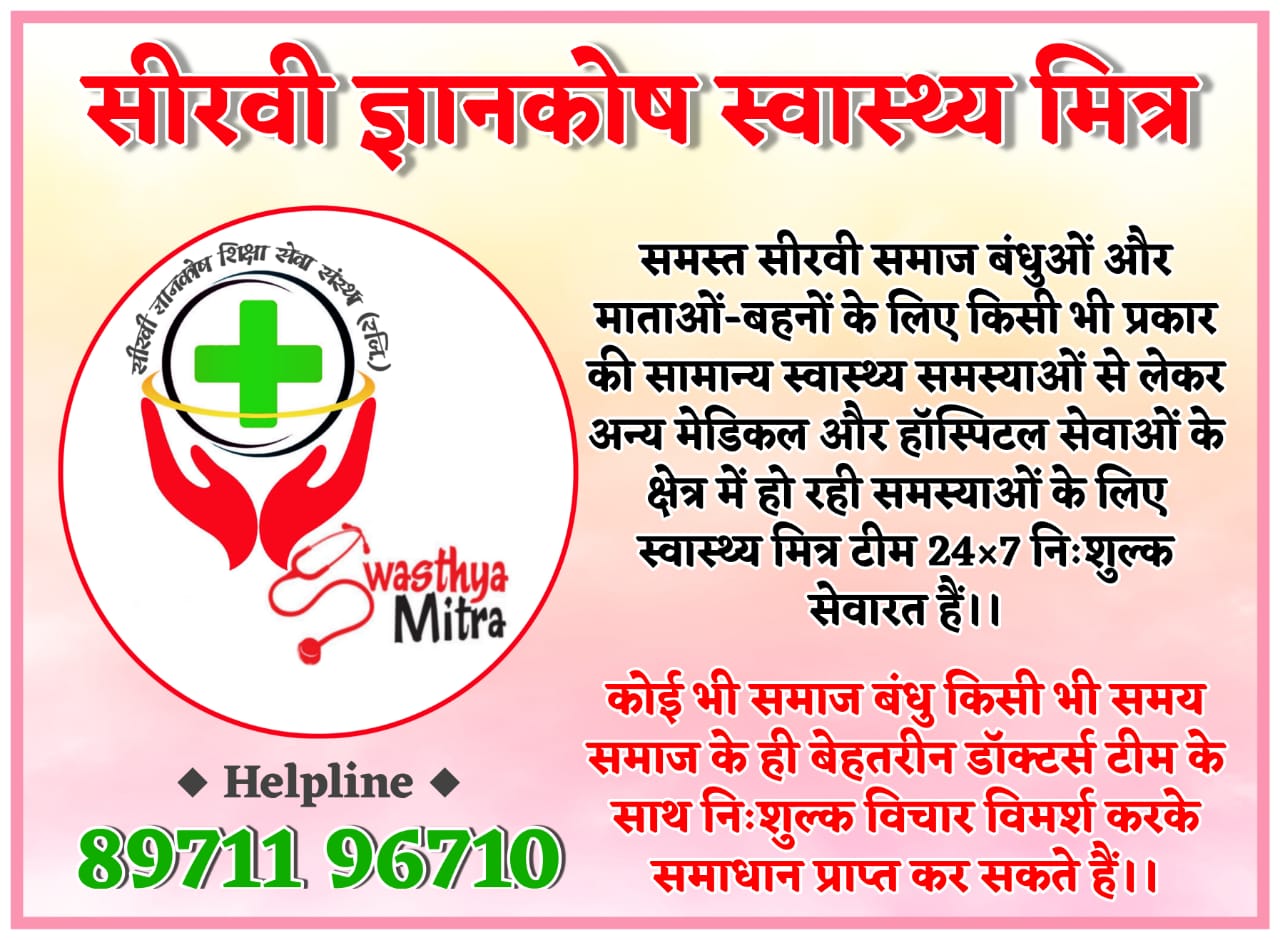 सीरवी ज्ञानकोष स्वास्थ्य मित्र
सीरवी ज्ञानकोष शिक्षा सेवा संस्था (रजि.)
Swasthya
Mitra
◆ Helpline ◆
89711 96710
समस्त सीरवी समाज बंधुओं और
माताओं-बहनों के लिए किसी भी प्रकार
की सामान्य स्वास्थ्य समस्याओं से लेकर
अन्य मेडिकल और हॉस्पिटल सेवाओं के
क्षेत्र में हो रही समस्याओं के लिए
स्वास्थ्य मित्र टीम 24×7 निःशुल्क
सेवारत हैं।।
कोई भी समाज बंधु किसी भी समय
समाज के ही बेहतरीन डॉक्टर्स टीम के
साथ निःशुल्क विचार विमर्श करके
समाधान प्राप्त कर सकते हैं।।